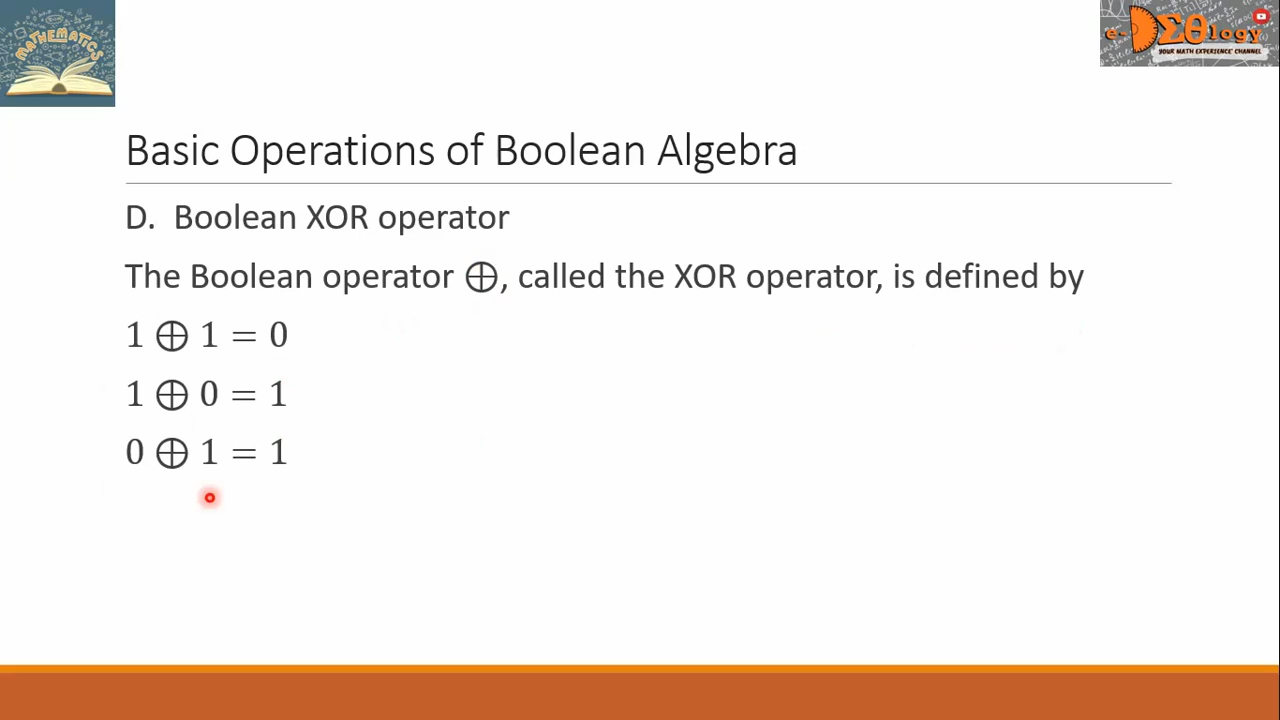 MATHEMATICS
e-DΣθlogy
YOUR MATH EXPERIENCE CHANNEL
Basic Operations of Boolean Algebra
D. Boolean XOR operator
The Boolean operator ⊕, called the XOR operator, is defined by
1 ⊕ 1 = 0
1 ⊕ 0 = 1
0 ⊕ 1 = 1